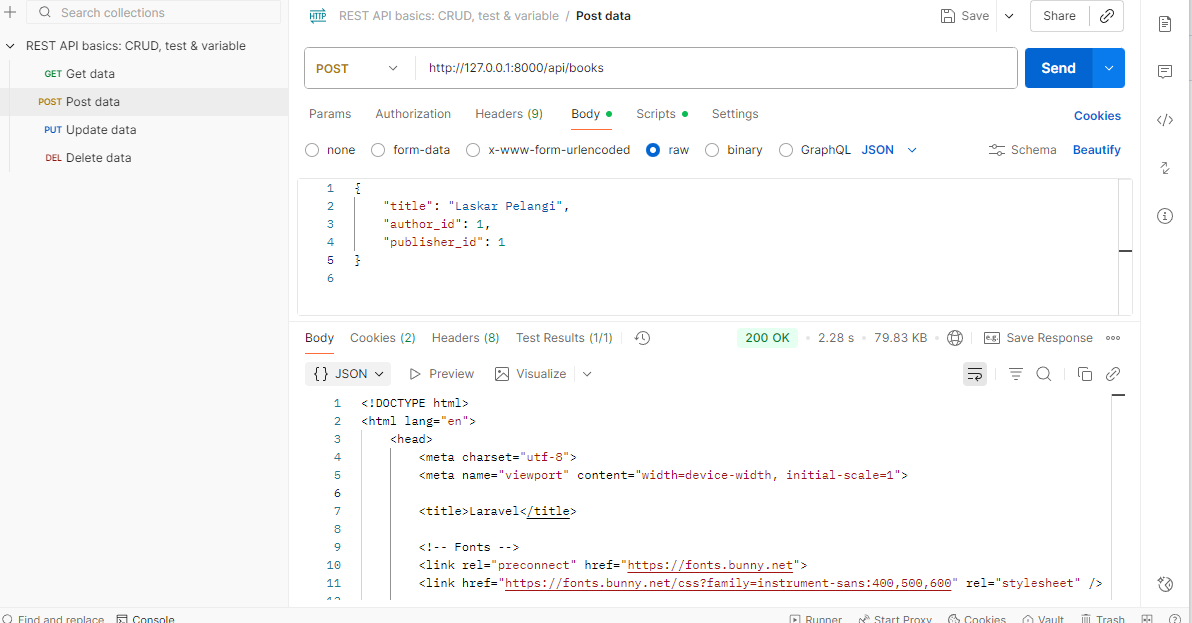 Search collections
REST API basics: CRUD, test & variable
GET Get data
POST Post data
PUT Update data
DEL Delete data
HTTP REST API basics: CRUD, test & variable / Post data
Save
Share
POST http://127.0.0.1:8000/api/books
Send
Params Authorization Headers (9) Body Scripts Settings
Cookies
none form-data x-www-form-urlencoded raw binary GraphQL JSON
Schema Beautify
1 {
2 "title": "Laskar Pelangi",
3 "author_id": 1,
4 "publisher_id": 1
5 }
6
Body Cookies (2) Headers (8) Test Results (1/1)
200 OK 2.28 s 79.83 KB e.g. Save Response
{} JSON Preview Visualize
1 <!DOCTYPE html>
2 <html lang="en">
3 <head>
4 <meta charset="utf-8">
5 <meta name="viewport" content="width=device-width, initial-scale=1">
6
7 <title>Laravel</title>
8
9 <!-- Fonts -->
10 <link rel="preconnect" href="https://fonts.bunny.net">
11 <link href="https://fonts.bunny.net/css?family=instrument-sans:400,500,600" rel="stylesheet" />
Find and replace Console
Runner Start Proxy Cookies Vault Trash